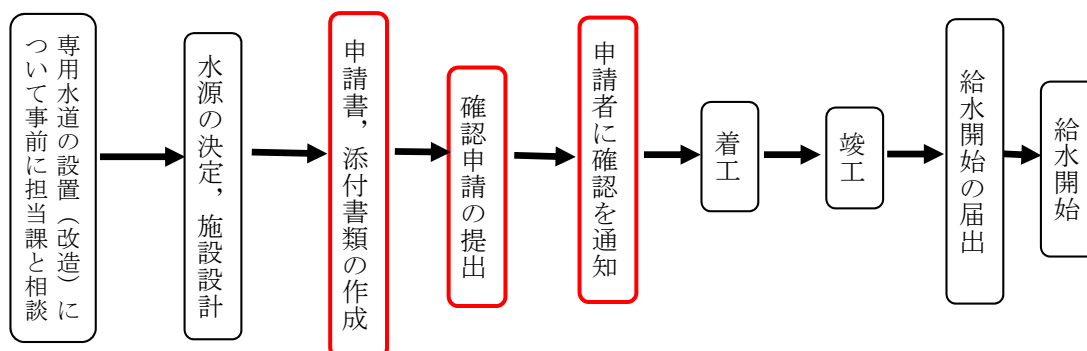 専用水道の設置（改造）に
ついて事前に担当課と相談
水源の決定，施設設計
申請書，添付書類の作成
確認申請の提出
申請者に確認を通知
着工
竣工
給水開始の届出
給水開始